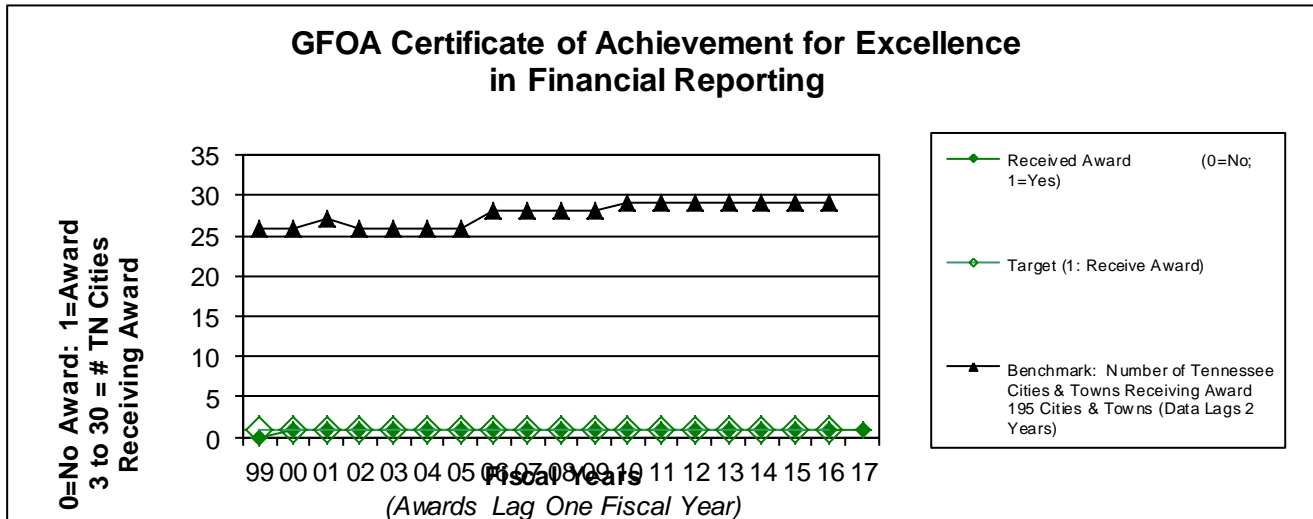 GFOA Certificate of Achievement for Excellence
in Financial Reporting
0=No Award: 1=Award
3 to 30 = # TN Cities
Receiving Award
35
30
25
20
15
10
5
0
99 00 01 02 03 04 05 06 07 08 09 10 11 12 13 14 15 16 17
Fiscal Years
(Awards Lag One Fiscal Year)
Received Award (0=No;
1=Yes)
Target (1: Receive Award)
Benchmark: Number of Tennessee
Cities & Towns Receiving Award
195 Cities & Towns (Data Lags 2
Years)